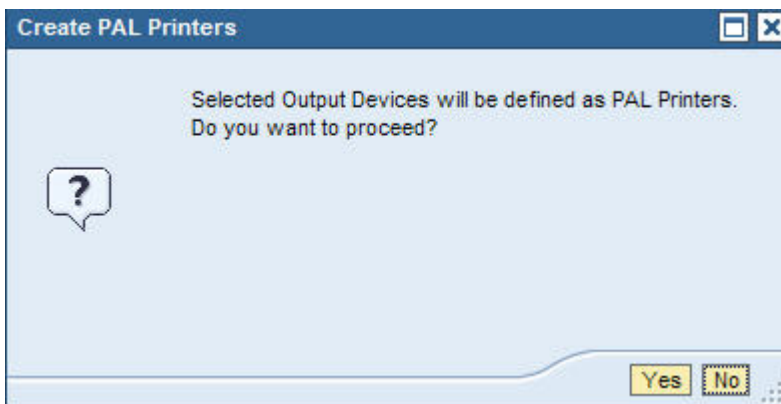 Create PAL Printers
Selected Output Devices will be defined as PAL Printers.
Do you want to proceed?
?
Yes No